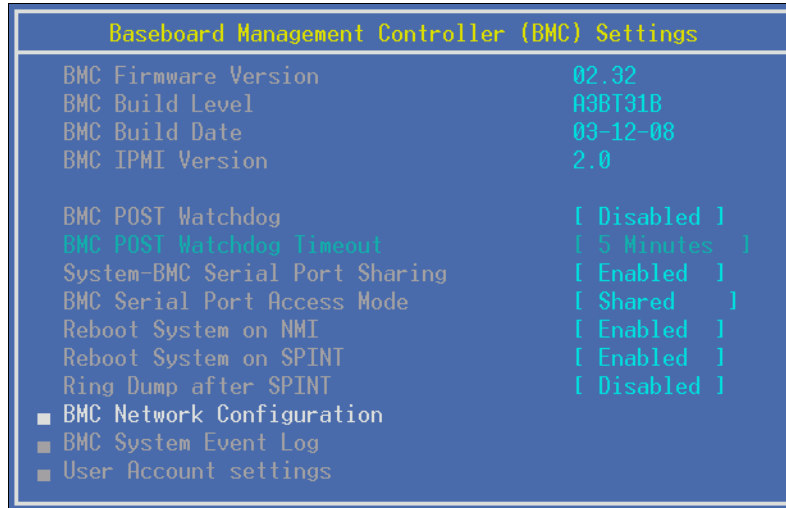 Baseboard Management Controller (BMC) Settings
BMC Firmware Version 02.32
BMC Build Level A3BT31B
BMC Build Date 03-12-08
BMC IPMI Version 2.0
BMC POST Watchdog [ Disabled ]
BMC POST Watchdog Timeout [ 5 Minutes ]
System-BMC Serial Port Sharing [ Enabled ]
BMC Serial Port Access Mode [ Shared ]
Reboot System on NMI [ Enabled ]
Reboot System on SPINT [ Enabled ]
Ring Dump after SPINT [ Disabled ]
BMC Network Configuration
BMC System Event Log
User Account settings